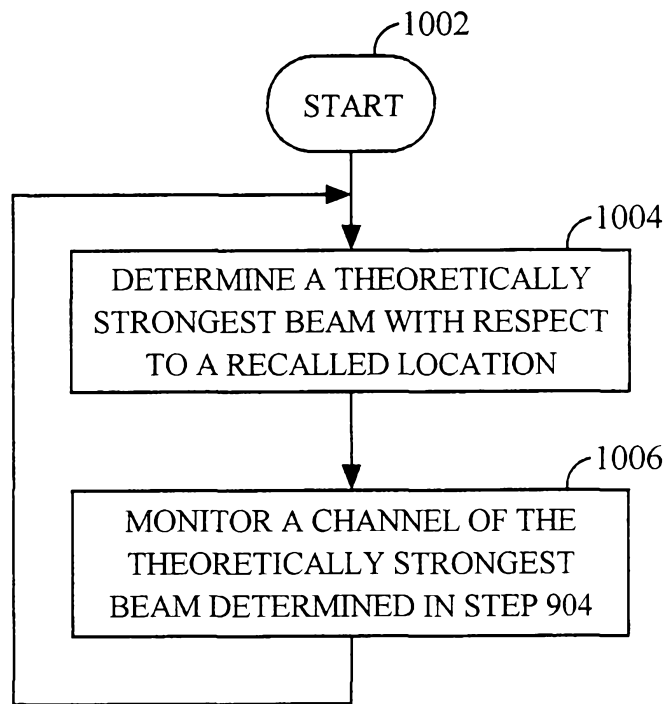 1002
START
1004
DETERMINE A THEORETICALLY
STRONGEST BEAM WITH RESPECT
TO A RECALLED LOCATION
1006
MONITOR A CHANNEL OF THE
THEORETICALLY STRONGEST
BEAM DETERMINED IN STEP 904